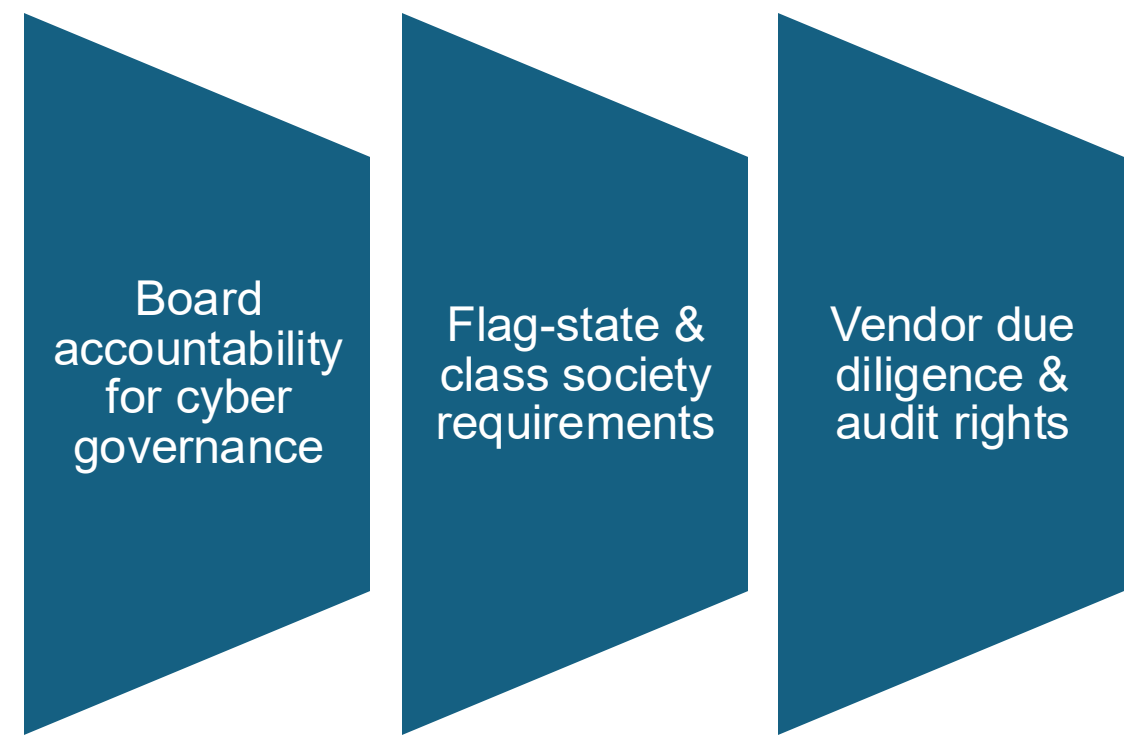 Board
accountability
for cyber
governance
Flag-state &
class society
requirements
Vendor due
diligence &
audit rights